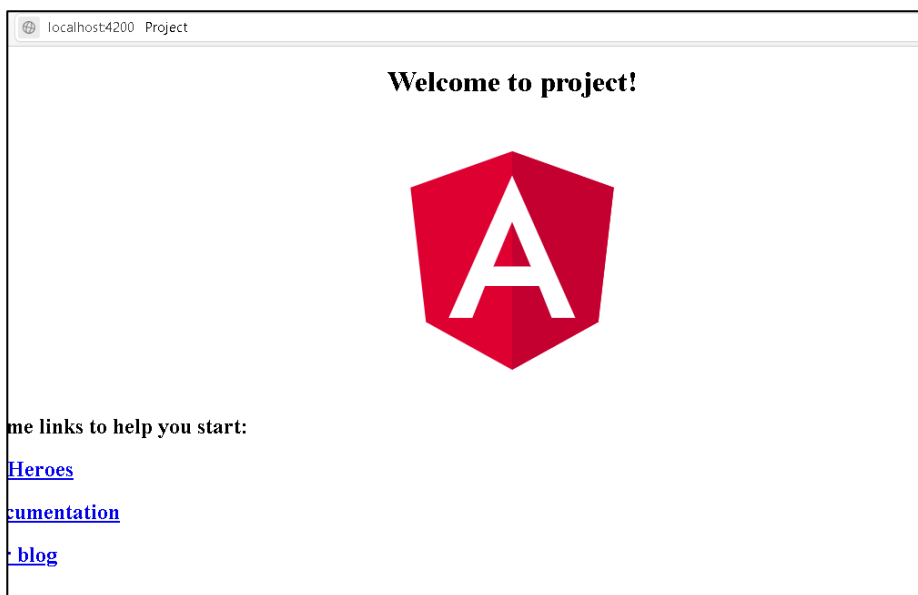 localhost:4200 Project
Welcome to project!
A
me links to help you start:
Heroes
cumentation
r blog